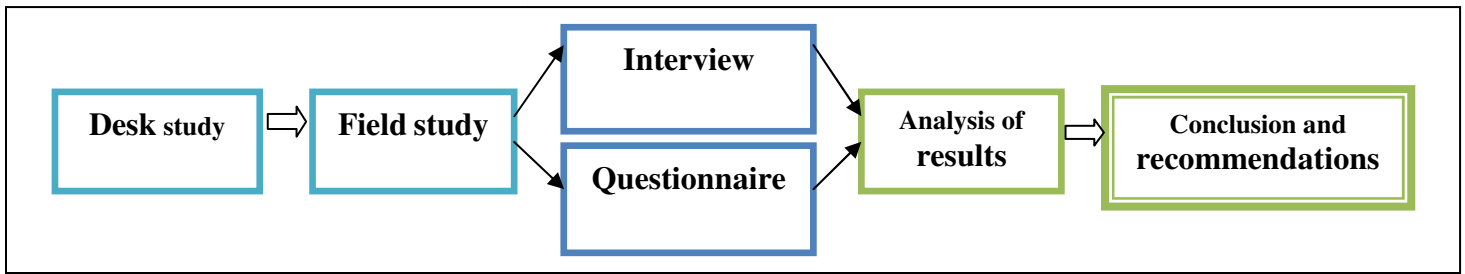 Desk study
Field study
Interview
Questionnaire
Analysis of
results
Conclusion and
recommendations